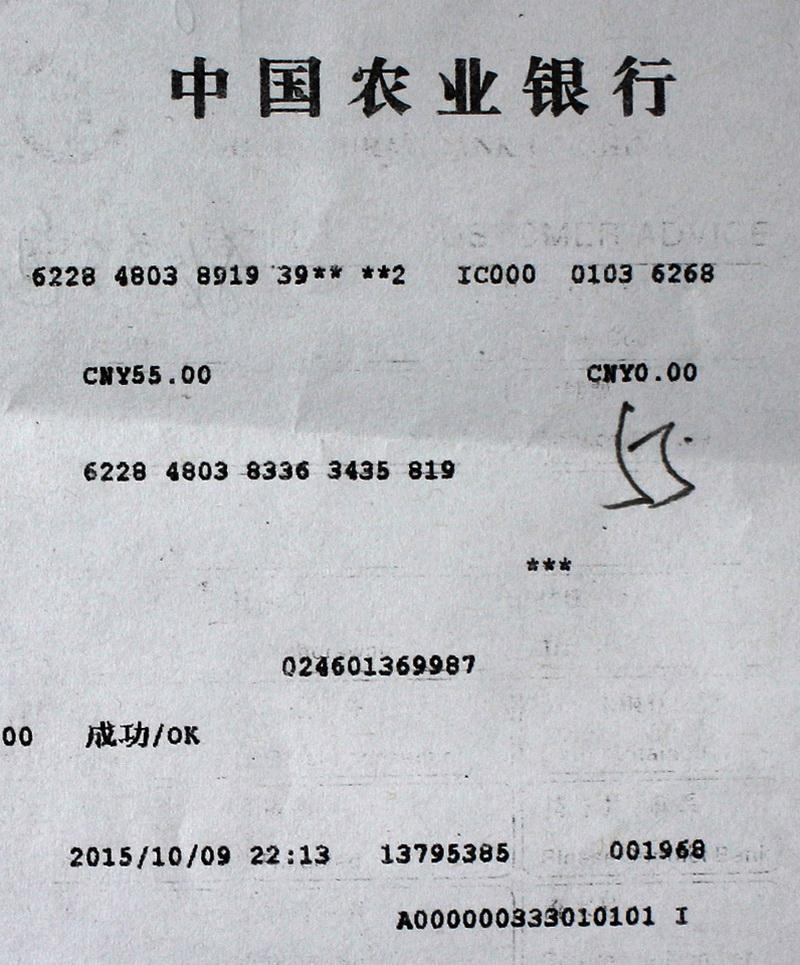 中国农业银行
6228 4803 8919 39** **2 IC000 0103 6268
CNY55.00 CNY0.00
55.
6228 4803 8336 3435 819
***
024601369987
00 成功/OK
2015/10/09 22:13 13795385 001968
A000000333010101 I